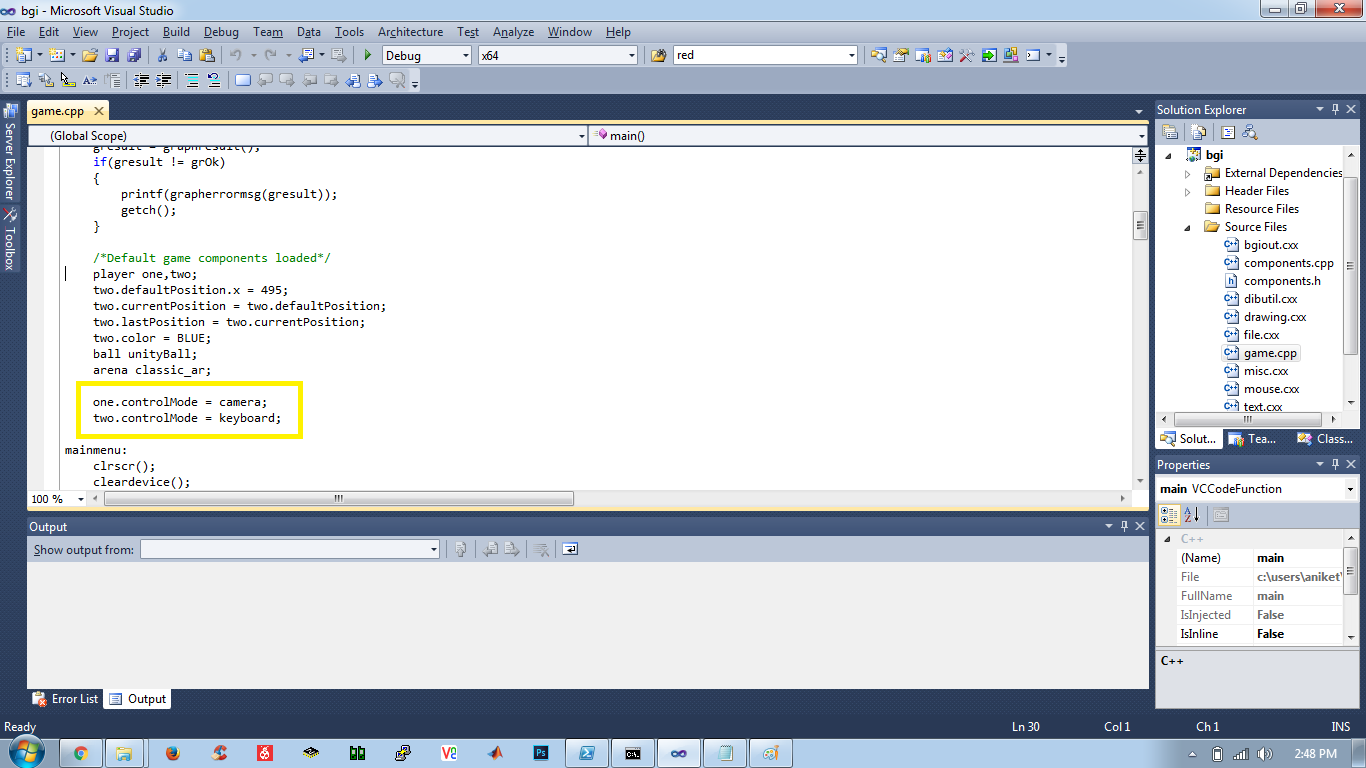 bgi - Microsoft Visual Studio
File Edit View Project Build Debug Team Data Tools Architecture Test Analyze Window Help
Debug x64 red
Server Explorer
Toolbox
game.cpp
(Global Scope) main()
gresult = graphresult();
if(gresult != grOk)
{
printf(grapherrormsg(gresult));
getch();
}
/*Default game components loaded*/
player one,two;
two.defaultPosition.x = 495;
two.currentPosition = two.defaultPosition;
two.lastPosition = two.currentPosition;
two.color = BLUE;
ball unityBall;
arena classic_ar;
one.controlMode = camera;
two.controlMode = keyboard;
mainmenu:
clrscr();
cleardevice();
100 %
Output
Show output from:
Error List Output
Solution Explorer
bgi
External Dependencies
Header Files
Resource Files
Source Files
bgiout.cxx
components.cpp
components.h
dibutil.cxx
drawing.cxx
file.cxx
game.cpp
misc.cxx
mouse.cxx
text.cxx
Solut... Tea... Class...
Properties
main VCCodeFunction
C++
(Name) main
File c:\users\aniket\
FullName main
IsInjected False
IsInline False
C++
Ready Ln 30 Col 1 Ch 1 INS
2:48 PM